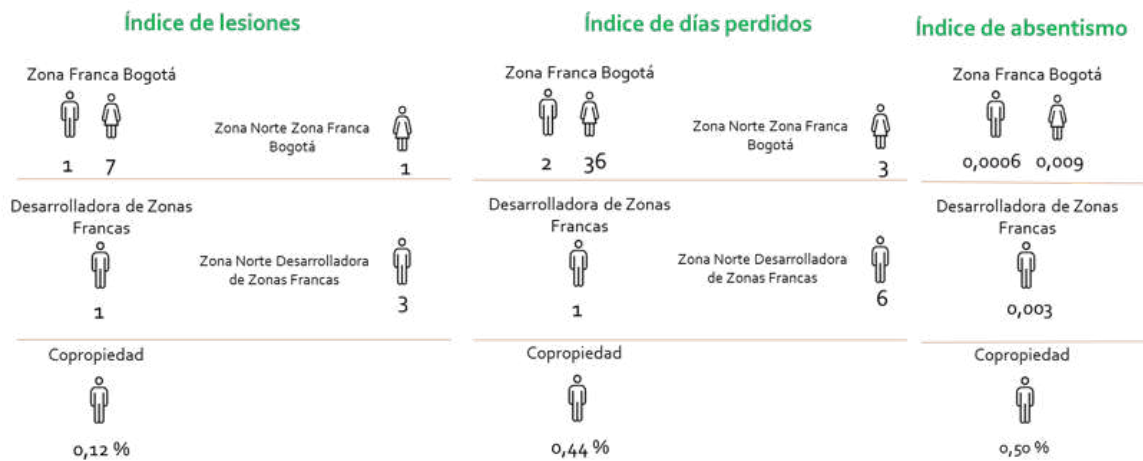 Índice de lesiones
Zona Franca Bogotá
1 7
Zona Norte Zona Franca
Bogotá
1
Desarrolladora de Zonas
Francas
1
Zona Norte Desarrolladora
de Zonas Francas
3
Copropiedad
0,12 %
Índice de días perdidos
Zona Franca Bogotá
2 36
Zona Norte Zona Franca
Bogotá
3
Desarrolladora de Zonas
Francas
1
Zona Norte Desarrolladora
de Zonas Francas
6
Copropiedad
0,44 %
Índice de absentismo
Zona Franca Bogotá
0,0006 0,009
Desarrolladora de Zonas
Francas
0,003
Copropiedad
0,50 %